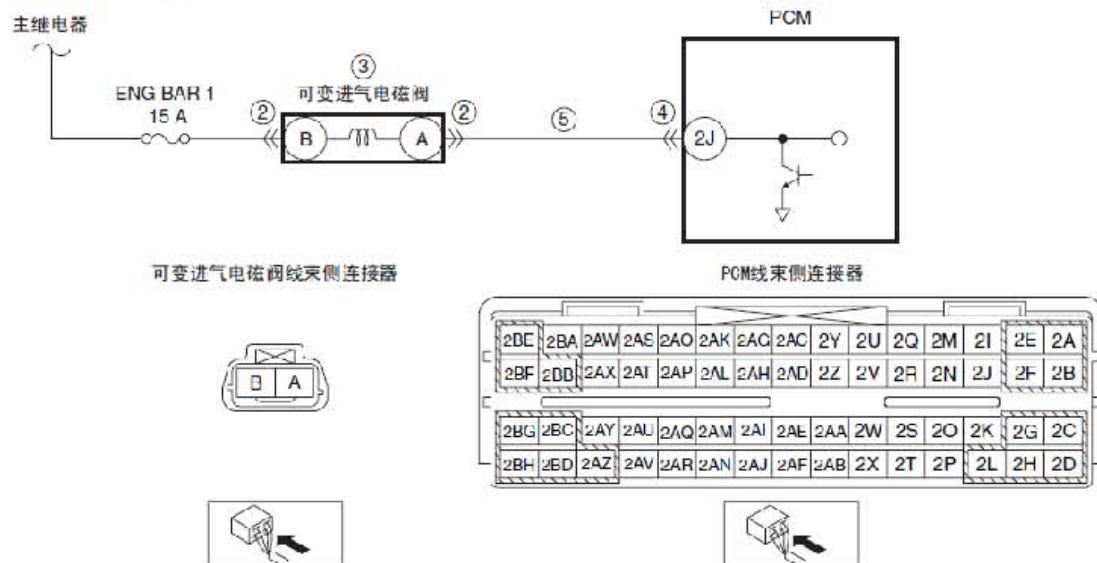 PCM
主继电器
③
ENG BAR 1
15 A
可变进气电磁阀
②
②
⑤
④
B
A
2J
可变进气电磁阀线束侧连接器
PCM线束侧连接器
B A
2BE 2BA 2AW 2AS 2AO 2AK 2AG 2AC 2Y 2U 2Q 2M 2I 2E 2A
2BF 2BB 2AX 2AT 2AP 2AL 2AH 2AD 2Z 2V 2R 2N 2J 2F 2B
2BG 2BC 2AY 2AU 2AQ 2AM 2AI 2AE 2AA 2W 2S 2O 2K 2G 2C
2BH 2BD 2AZ 2AV 2AR 2AN 2AJ 2AF 2AB 2X 2T 2P 2L 2H 2D